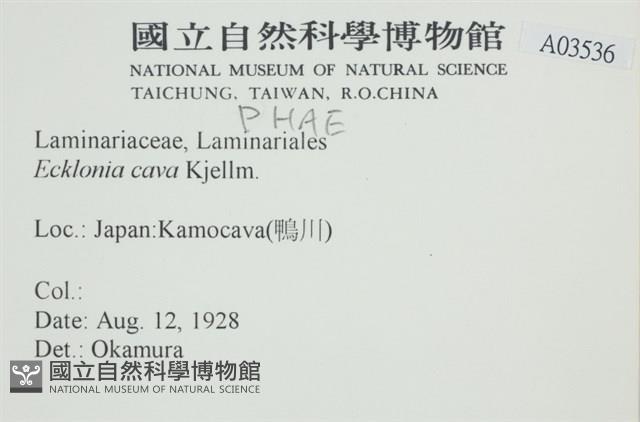 國立自然科學博物館
A03536
NATIONAL MUSEUM OF NATURAL SCIENCE
TAICHUNG, TAIWAN, R.O.CHINA
PHAE
Laminariaceae, Laminariales
Ecklonia cava Kjellm.
Loc.: Japan:Kamocava(鴨川)
Col.:
Date: Aug. 12, 1928
Det.: Okamura
國立自然科學博物館
NATIONAL MUSEUM OF NATURAL SCIENCE